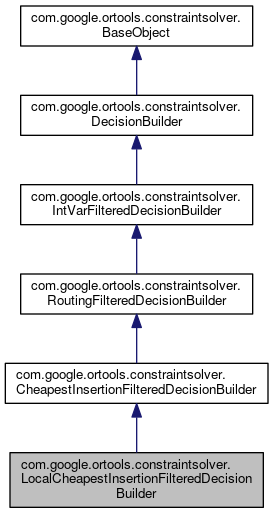 com.google.ortools.constraintsolver.
BaseObject
com.google.ortools.constraintsolver.
DecisionBuilder
com.google.ortools.constraintsolver.
IntVarFilteredDecisionBuilder
com.google.ortools.constraintsolver.
RoutingFilteredDecisionBuilder
com.google.ortools.constraintsolver.
CheapestInsertionFilteredDecisionBuilder
com.google.ortools.constraintsolver.
LocalCheapestInsertionFilteredDecision
Builder